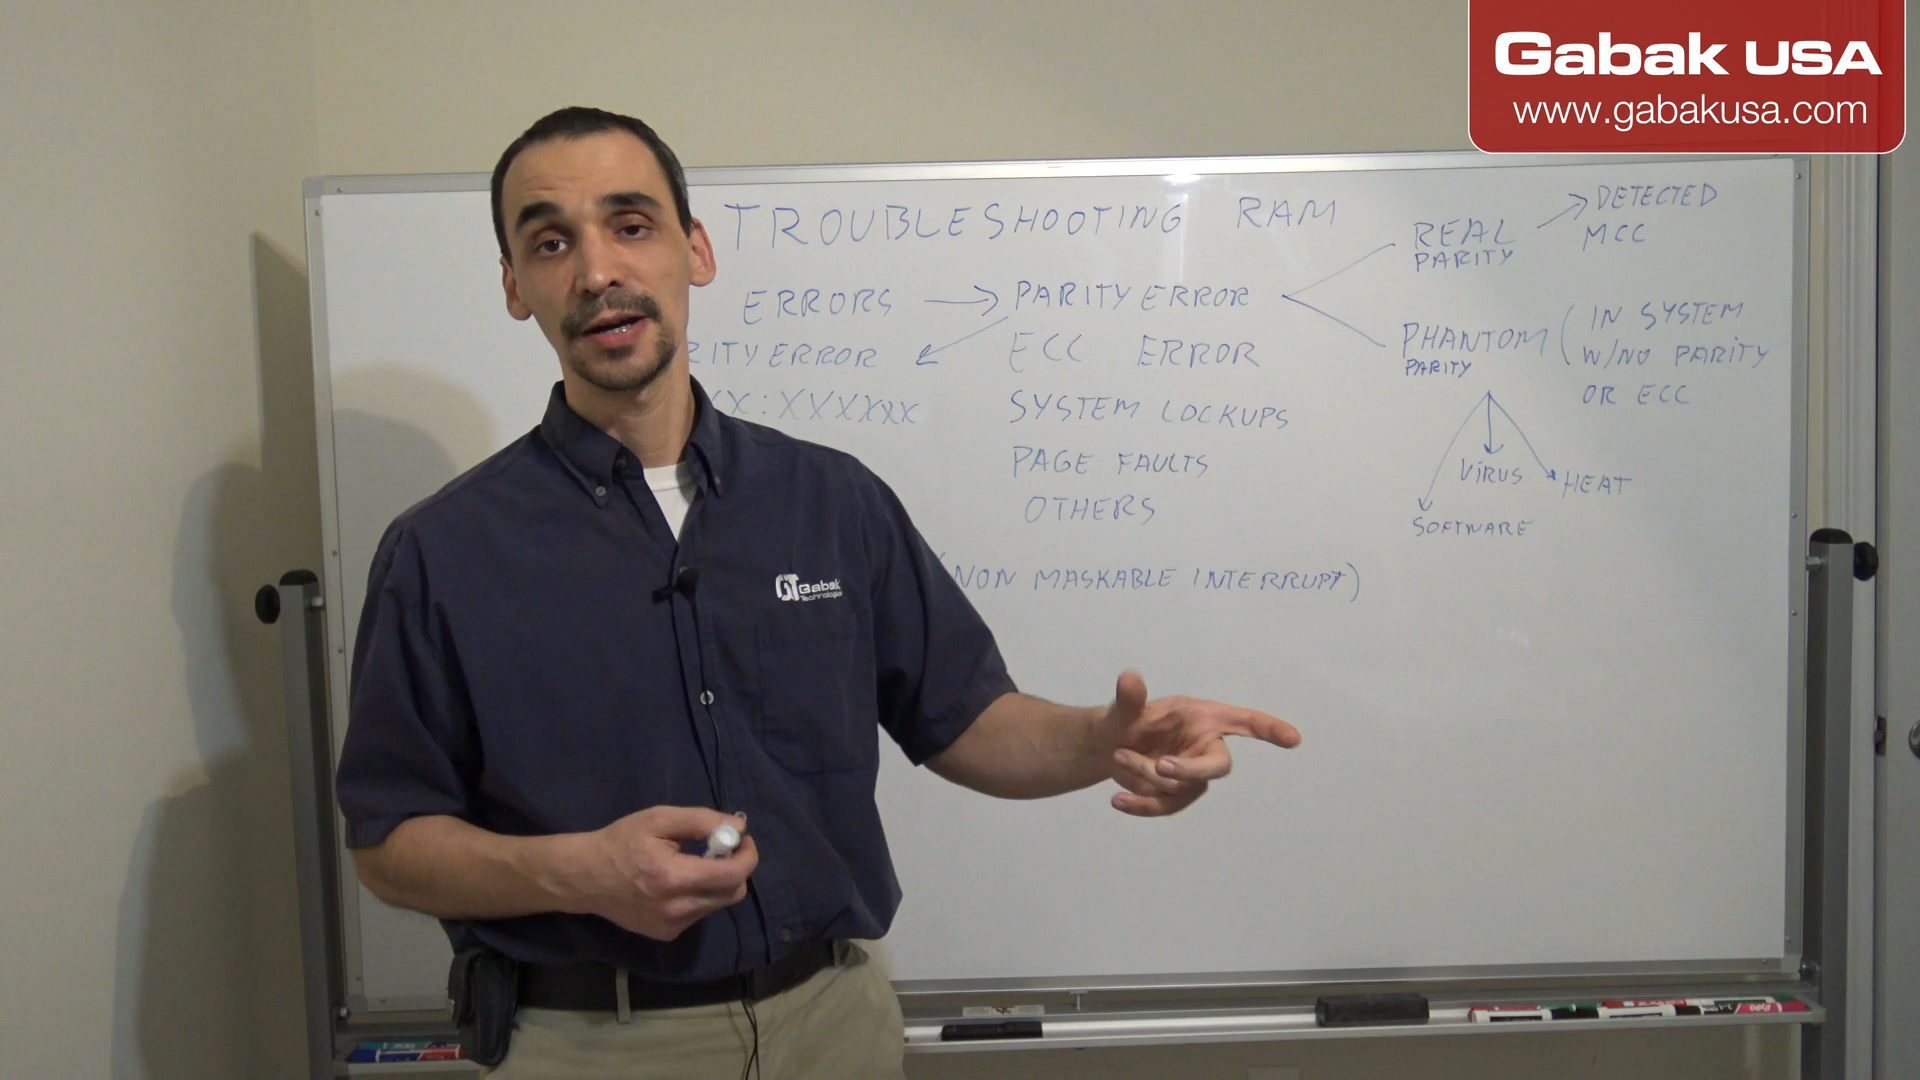 Gabak USA
www.gabakusa.com
TROUBLESHOOTING RAM
ERRORS → PARITY ERROR
RITY ERROR
XX:XXXXXX
ECC ERROR
SYSTEM LOCKUPS
PAGE FAULTS
OTHERS
(NON MASKABLE INTERRUPT)
REAL
PARITY
DETECTED
MCC
PHANTOM
PARITY
(IN SYSTEM
W/NO PARITY
OR ECC
VIRUS
HEAT
SOFTWARE
Gabak
Technologies